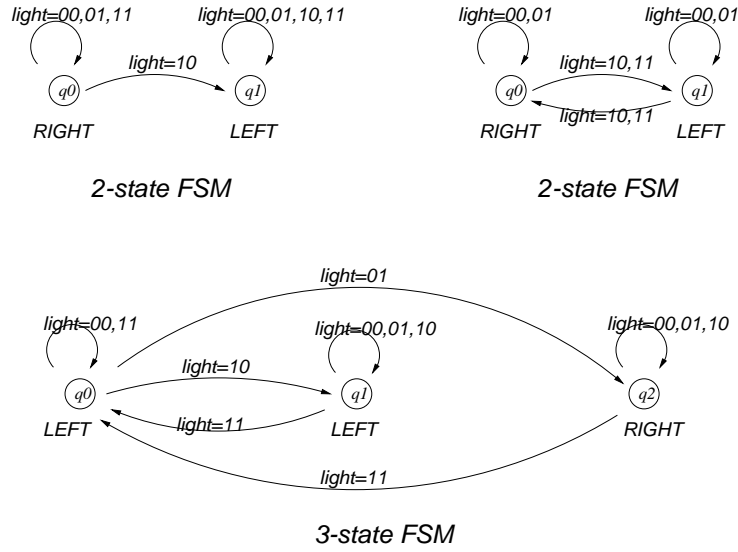 light=00,01,11
light=00,01,10,11
light=10
q0
q1
RIGHT
LEFT
2-state FSM
light=00,01
light=00,01
light=10,11
q0
q1
light=10,11
RIGHT
LEFT
2-state FSM
light=01
light=00,11
light=00,01,10
light=00,01,10
light=10
q0
q1
q2
light=11
LEFT
LEFT
RIGHT
light=11
3-state FSM